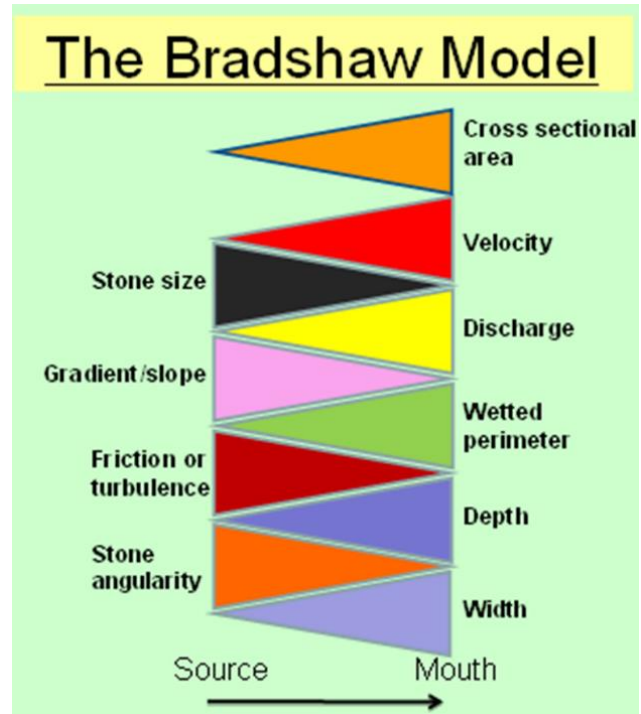 The Bradshaw Model
Cross sectional
area
Velocity
Stone size
Discharge
Gradient/slope
Wetted
perimeter
Friction or
turbulence
Depth
Stone
angularity
Width
Source
Mouth